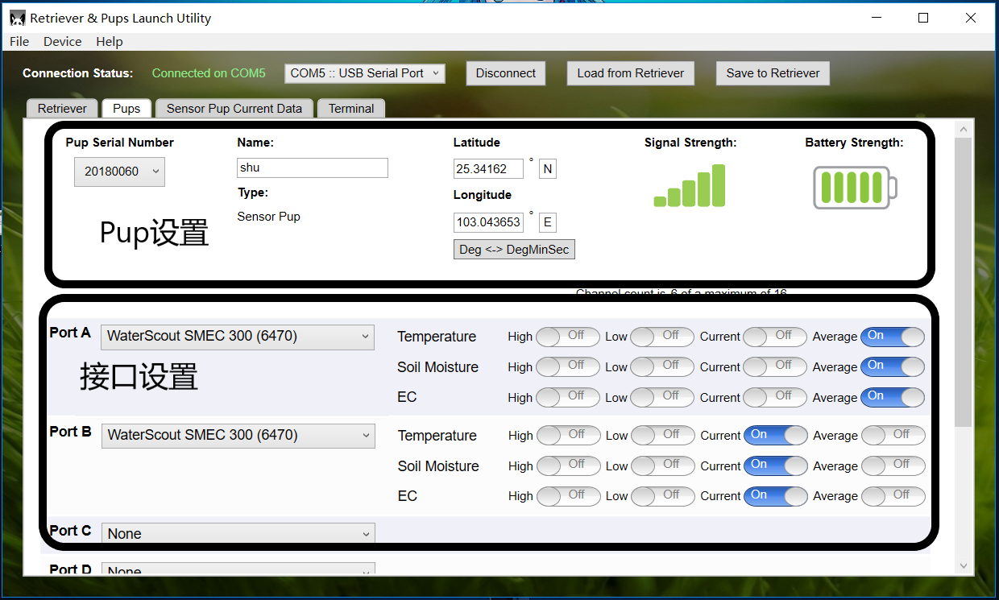 Retriever & Pups Launch Utility
File Device Help
Connection Status: Connected on COM5 COM5 :: USB Serial Port Disconnect Load from Retriever Save to Retriever
Retriever Pups Sensor Pup Current Data Terminal
Pup Serial Number Name: Latitude Signal Strength: Battery Strength:
20180060 shu 25.34162 ° N
Type: Longitude
Sensor Pup 103.043653 ° E
Pup设置
Deg <-> DegMinSec
Channel count is 6 of a maximum of 16
Port A WaterScout SMEC 300 (6470) Temperature High Off Low Off Current Off Average On
接口设置 Soil Moisture High Off Low Off Current Off Average On
EC High Off Low Off Current Off Average On
Port B WaterScout SMEC 300 (6470) Temperature High Off Low Off Current On Average Off
Soil Moisture High Off Low Off Current On Average Off
EC High Off Low Off Current On Average Off
Port C None
Port D None